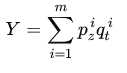 $Y = \sum_{i=1}^{m} p_z^{\,i} q_t^{\,i}$